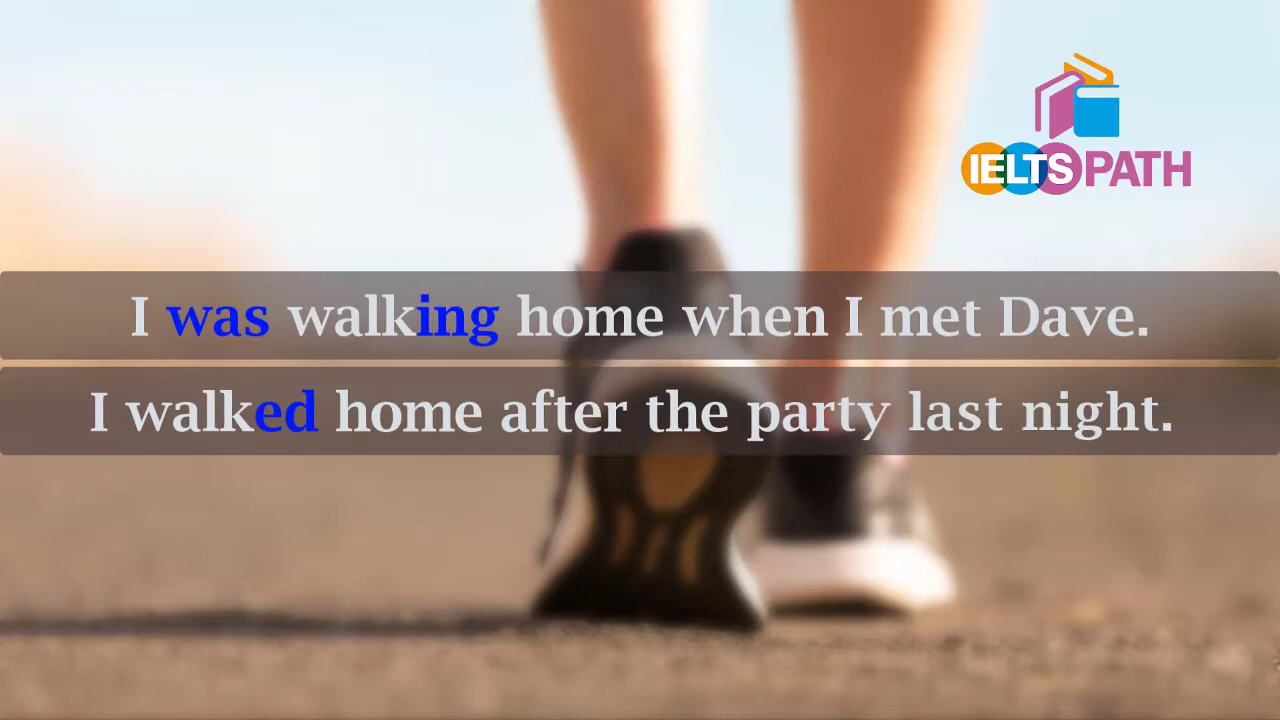 IELTSPATH
I was walking home when I met Dave.
I walked home after the party last night.